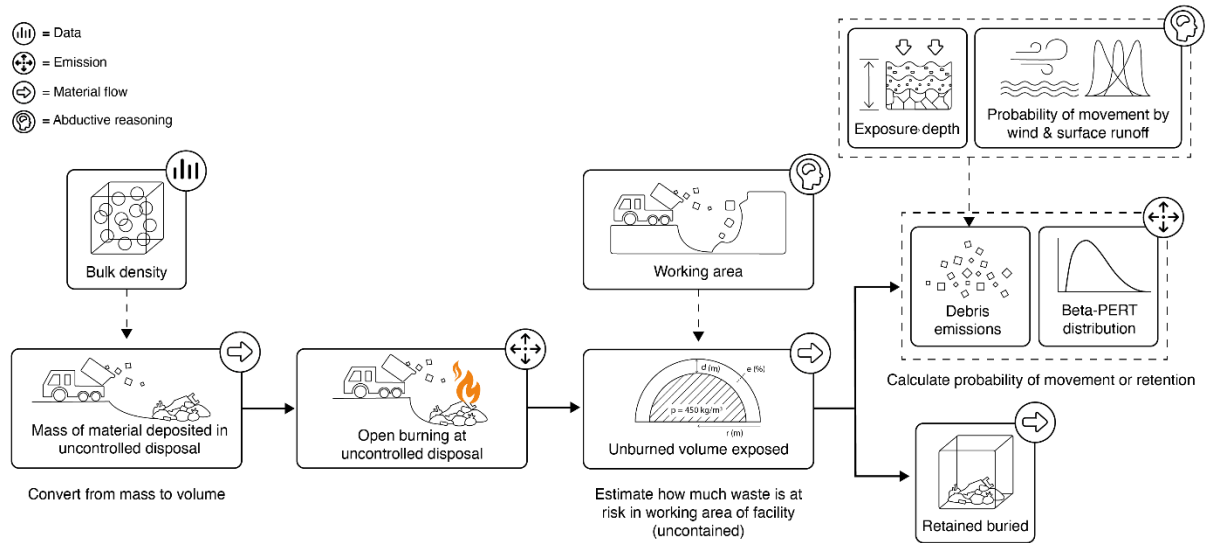 = Data
= Emission
= Material flow
= Abductive reasoning
Exposure depth
Probability of movement by
wind & surface runoff
Bulk density
Working area
Debris
emissions
Beta-PERT
distribution
Calculate probability of movement or retention
Mass of material deposited in
uncontrolled disposal
Convert from mass to volume
Open burning at
uncontrolled disposal
d (m)
e (%)
p = 450 kg/m³
r (m)
Unburned volume exposed
Estimate how much waste is at
risk in working area of facility
(uncontained)
Retained buried